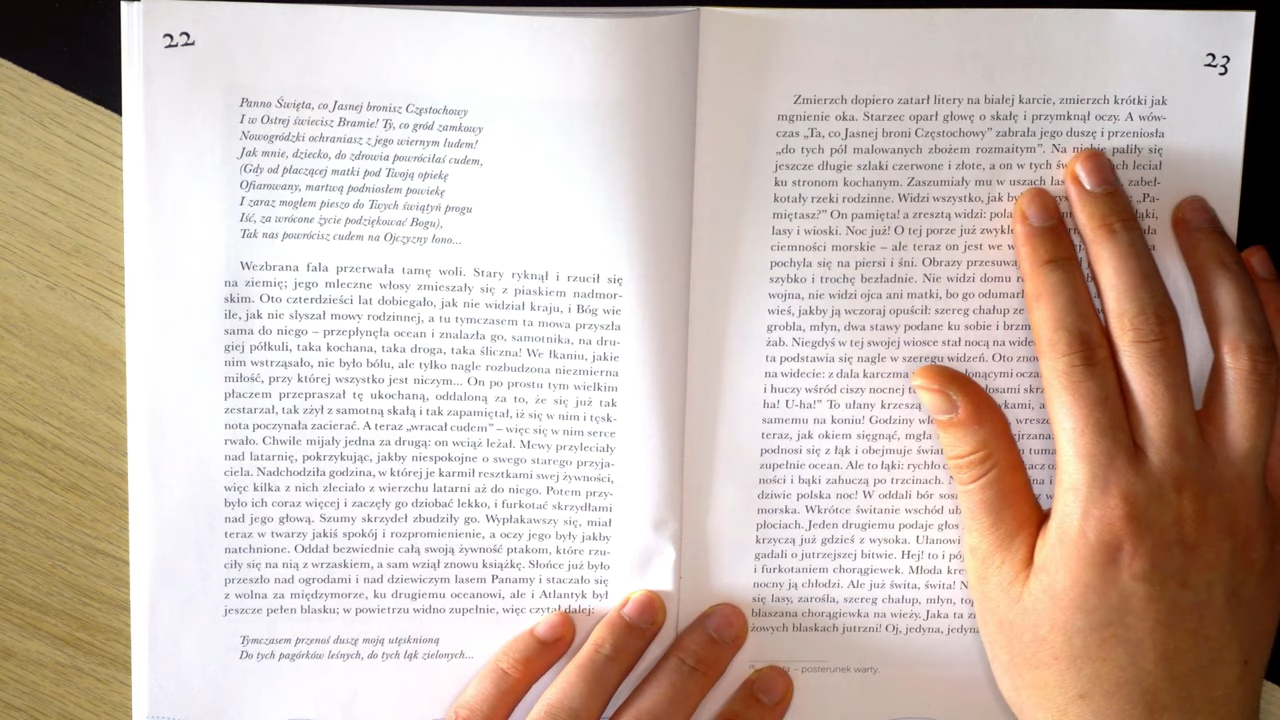 22
Panno Święta, co Jasnej bronisz Częstochowy
I w Ostrej świecisz Bramie! Ty, co gród zamkowy
Nowogródzki ochraniasz z jego wiernym ludem!
Jak mnie, dziecko, do zdrowia powróciłaś cudem,
(Gdy od płaczącej matki pod Twoją opiekę
Ofiarowany, martwą podniosłem powiekę
I zaraz mogłem pieszo do Twych świątyń progu
Iść, za wrócone życie podziękować Bogu),
Tak nas powrócisz cudem na Ojczyzny łono...
Wezbrana fala przerwała tamę woli. Stary ryknął i rzucił się
na ziemię; jego mleczne włosy zmieszały się z piaskiem nadmor-
skim. Oto czterdzieści lat dobiegało, jak nie widział kraju, i Bóg wie
ile, jak nie słyszał mowy rodzinnej, a tu tymczasem ta mowa przyszła
sama do niego – przepłynęła ocean i znalazła go, samotnika, na dru-
giej półkuli, taka kochana, taka droga, taka śliczna! We łkaniu, jakie
nim wstrząsało, nie było bólu, ale tylko nagle rozbudzona niezmierna
miłość, przy której wszystko jest niczym... On po prostu tym wielkim
płaczem przepraszał tę ukochaną, oddaloną za to, że się już tak
zestarzał, tak zżył z samotną skałą i tak zapamiętał, iż się w nim i tęsk-
nota poczynała zacierać. A teraz „wracał cudem” – więc się w nim serce
rwało. Chwile mijały jedna za drugą: on wciąż leżał. Mewy przyleciały
nad latarnię, pokrzykując, jakby niespokojne o swego starego przyja-
ciela. Nadchodziła godzina, w której je karmił resztkami swej żywności,
więc kilka z nich zleciało z wierzchu latarni aż do niego. Potem przy-
było ich coraz więcej i zaczęły go dziobać lekko, i furkotać skrzydłami
nad jego głową. Szumy skrzydeł zbudziły go. Wypłakawszy się, miał
teraz w twarzy jakiś spokój i rozpromienienie, a oczy jego były jakby
natchnione. Oddał bezwiednie całą swoją żywność ptakom, które rzu-
ciły się na nią z wrzaskiem, a sam wziął znowu książkę. Słońce już było
przeszło nad ogrodami i nad dziewiczym lasem Panamy i staczało się
z wolna za międzymorze, ku drugiemu oceanowi, ale i Atlantyk był
jeszcze pełen blasku; w powietrzu widno zupełnie, więc czytał dalej:
Tymczasem przenoś duszę moją utęsknioną
Do tych pagórków leśnych, do tych łąk zielonych...
23
Zmierzch dopiero zatarł litery na białej karcie, zmierzch krótki jak
mgnienie oka. Starzec oparł głowę o skałę i przymknął oczy. A wów-
czas „Ta, co Jasnej broni Częstochowy” zabrała jego duszę i przeniosła
„do tych pól malowanych zbożem rozmaitym”. Na niebie paliły się
jeszcze długie szlaki czerwone i złote, a on w tych leciał
ku stronom kochanym. Zaszumiały mu w uszach zabeł-
kotały rzeki rodzinne. Widzi wszystko, jak „Pa-
miętasz?” On pamięta! a zresztą widzi:
lasy i wioski. Noc już! O tej porze już
ciemności morskie – ale teraz on jest we
pochyla się na piersi i śni. Obrazy
szybko i trochę bezładnie. Nie widzi domu
wojna, nie widzi ojca ani matki, bo go
wieś, jakby ją wczoraj opuścił: szereg chałup
grobla, młyn, dwa stawy podane ku sobie i
żab. Niegdyś w tej swojej wiosce stał nocą na
ta podstawia się nagle w szeregu widzeń. Oto
na widecie: z dala karczma
i huczy wśród ciszy nocnej
ha! U-ha!” To ułany krzeszą
samemu na koniu! Godziny
teraz, jak okiem sięgnąć, mgła
podnosi się z łąk i obejmuje
zupełnie ocean. Ale to łąki: rychło
ności i bąki zahuczą po trzcinach.
dziwie polska noc! W oddali bór
morska. Wkrótce świtanie wschód
płociach. Jeden drugiemu podaje głos
krzyczą już gdzieś z wysoka. Ułanowi
gadali o jutrzejszej bitwie. Hej! to i
i furkotaniem chorągiewek. Młoda
nocny ją chłodzi. Ale już świta, świta!
się lasy, zarośla, szereg chałup, młyn,
blaszana chorągiewka na wieży. Jaka ta
żowych blaskach jutrzni! Oj, jedyna,
– posterunek warty.